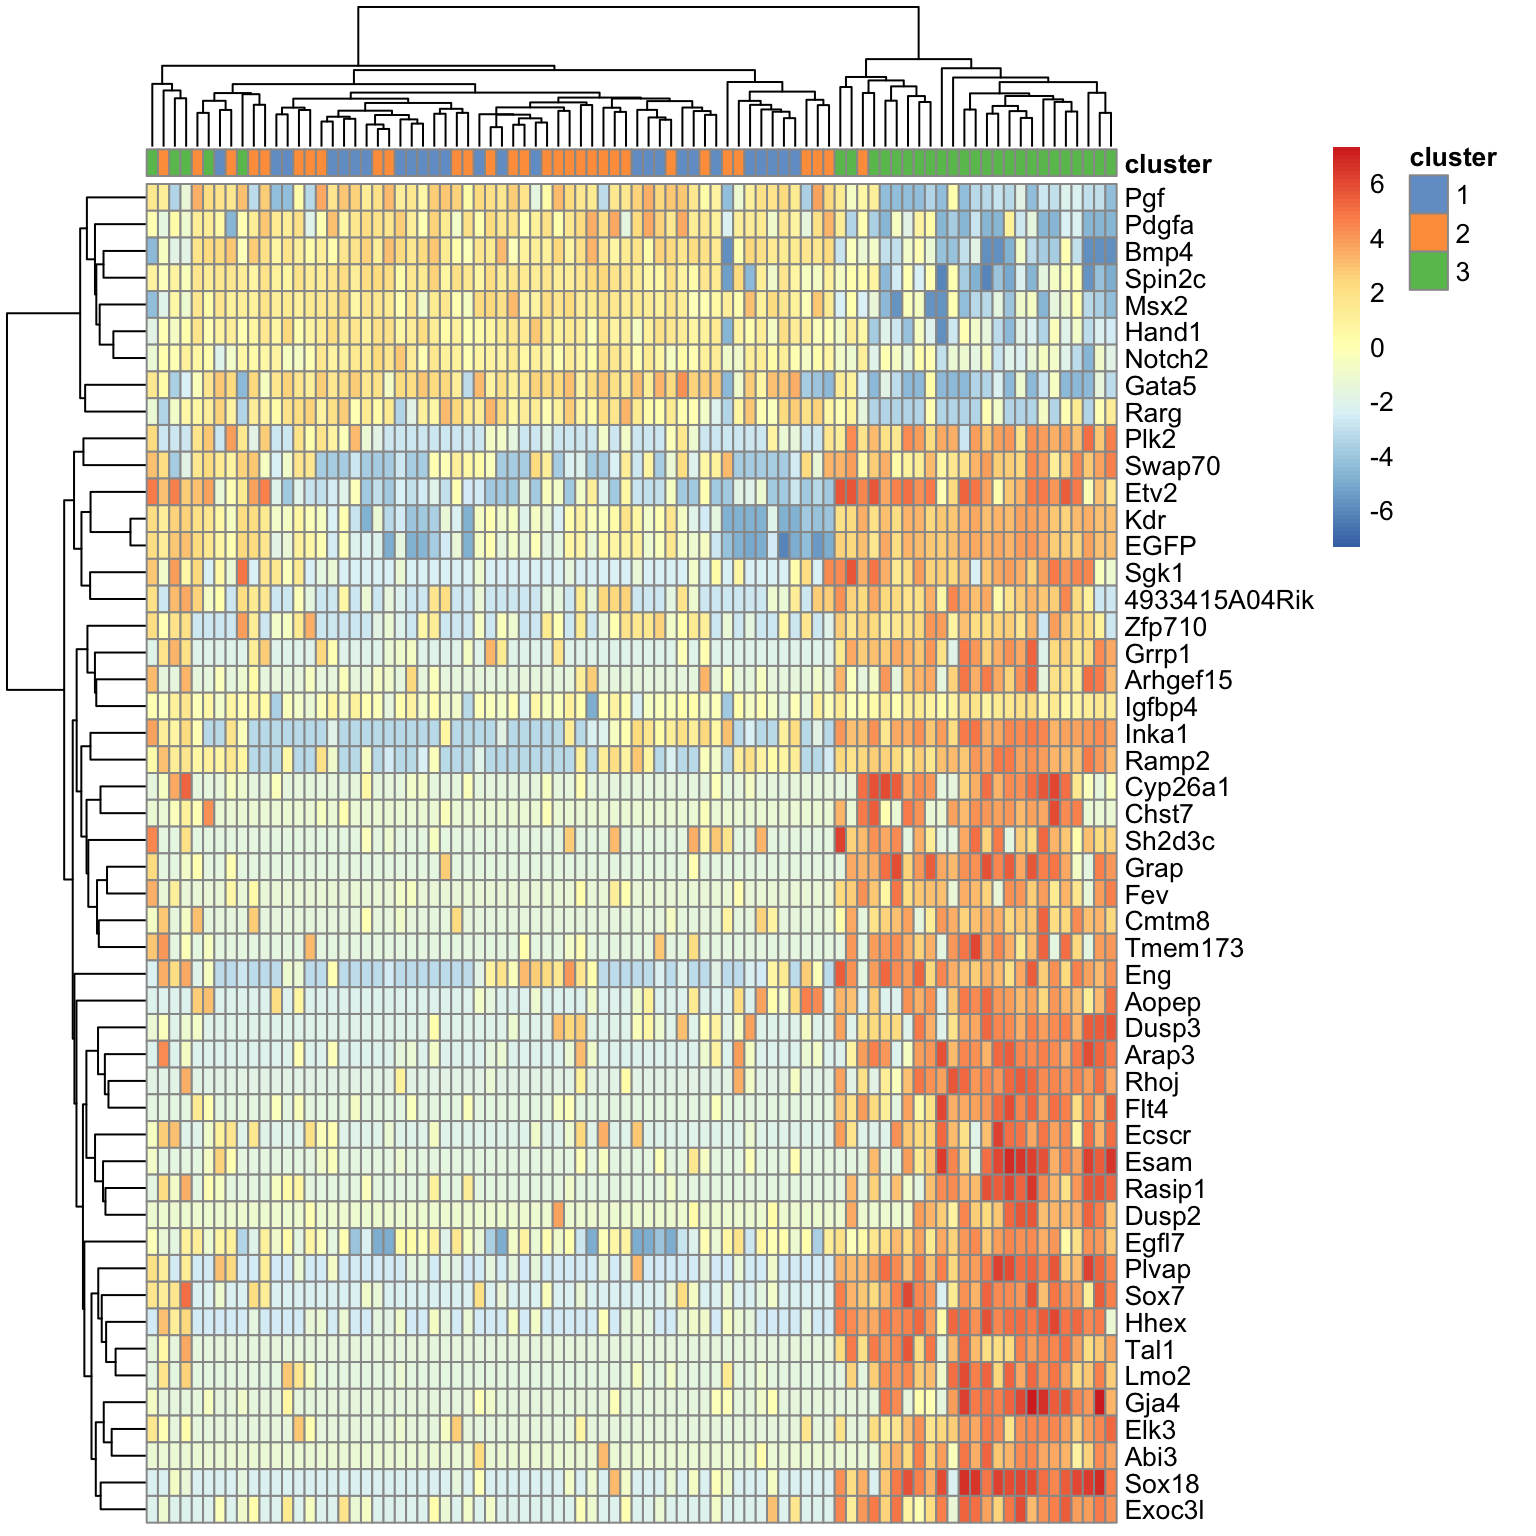 cluster
Pgf
Pdgfa
Bmp4
Spin2c
Msx2
Hand1
Notch2
Gata5
Rarg
Plk2
Swap70
Etv2
Kdr
EGFP
Sgk1
4933415A04Rik
Zfp710
Grrp1
Arhgef15
Igfbp4
Inka1
Ramp2
Cyp26a1
Chst7
Sh2d3c
Grap
Fev
Cmtm8
Tmem173
Eng
Aopep
Dusp3
Arap3
Rhoj
Flt4
Ecscr
Esam
Rasip1
Dusp2
Egfl7
Plvap
Sox7
Hhex
Tal1
Lmo2
Gja4
Elk3
Abi3
Sox18
Exoc3l
6
4
2
0
-2
-4
-6
cluster
1
2
3